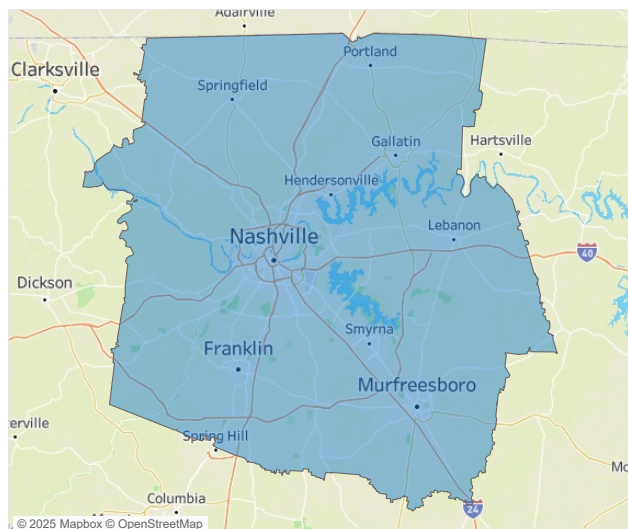 Adairville
Clarksville
Portland
Springfield
Gallatin
Hartsville
Hendersonville
Lebanon
Nashville
40
Dickson
Smyrna
Franklin
Murfreesboro
erville
Spring Hill
Mo
Columbia
24
© 2025 Mapbox © OpenStreetMap